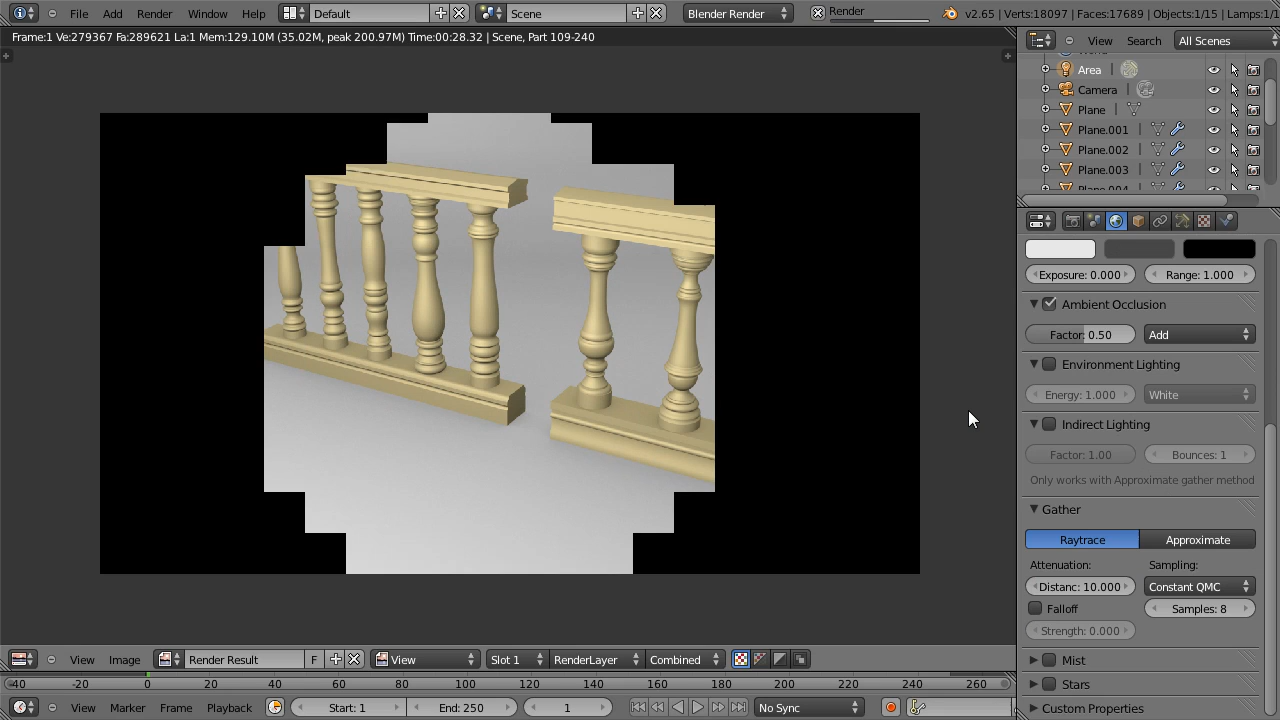 File Add Render Window Help Default Scene Blender Render Render v2.65 | Verts:18097 | Faces:17689 | Objects:1/15 | Lamps:1/1
Frame:1 Ve:279367 Fa:289621 La:1 Mem:129.10M (35.02M, peak 200.97M) Time:00:28.32 | Scene, Part 109-240
View Search All Scenes
Area
Camera
Plane
Plane.001
Plane.002
Plane.003
Plane.004
Exposure: 0.000 Range: 1.000
Ambient Occlusion
Factor: 0.50 Add
Environment Lighting
Energy: 1.000 White
Indirect Lighting
Factor: 1.00 Bounces: 1
Only works with Approximate gather method
Gather
Raytrace Approximate
Attenuation: Sampling:
Distanc: 10.000 Constant QMC
Falloff Samples: 8
Strength: 0.000
Mist
Stars
Custom Properties
View Image Render Result F View Slot 1 RenderLayer Combined
-40 0 20 40 60 80 100 120 140 160 180 200 220 240 260
View Marker Frame Playback Start: 1 End: 250 1 No Sync